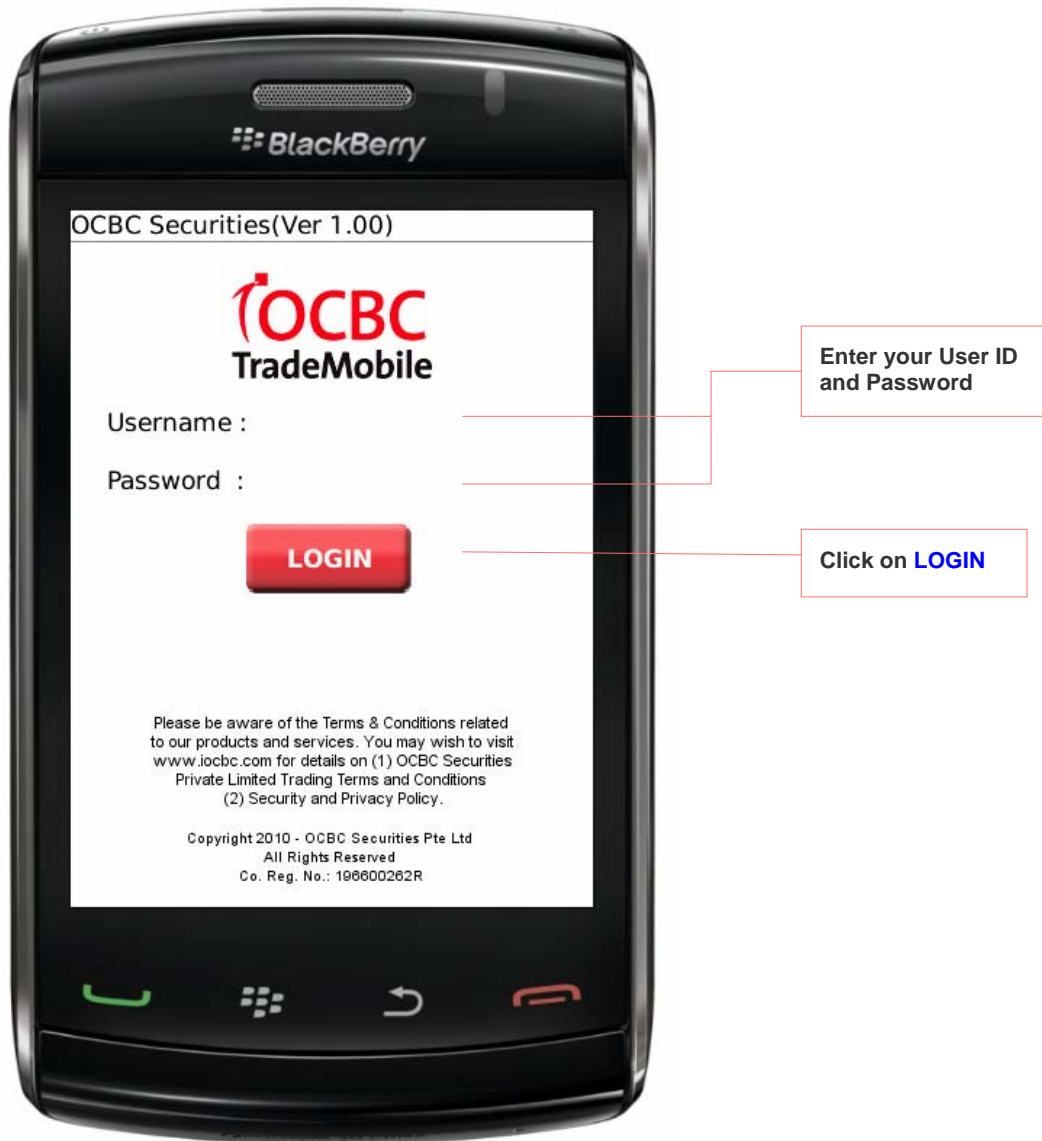 BlackBerry
OCBC Securities(Ver 1.00)
OCBC
TradeMobile
Username :
Password :
LOGIN
Please be aware of the Terms & Conditions related
to our products and services. You may wish to visit
www.iocbc.com for details on (1) OCBC Securities
Private Limited Trading Terms and Conditions
(2) Security and Privacy Policy.
Copyright 2010 - OCBC Securities Pte Ltd
All Rights Reserved
Co. Reg. No.: 196600262R
Enter your User ID
and Password
Click on LOGIN